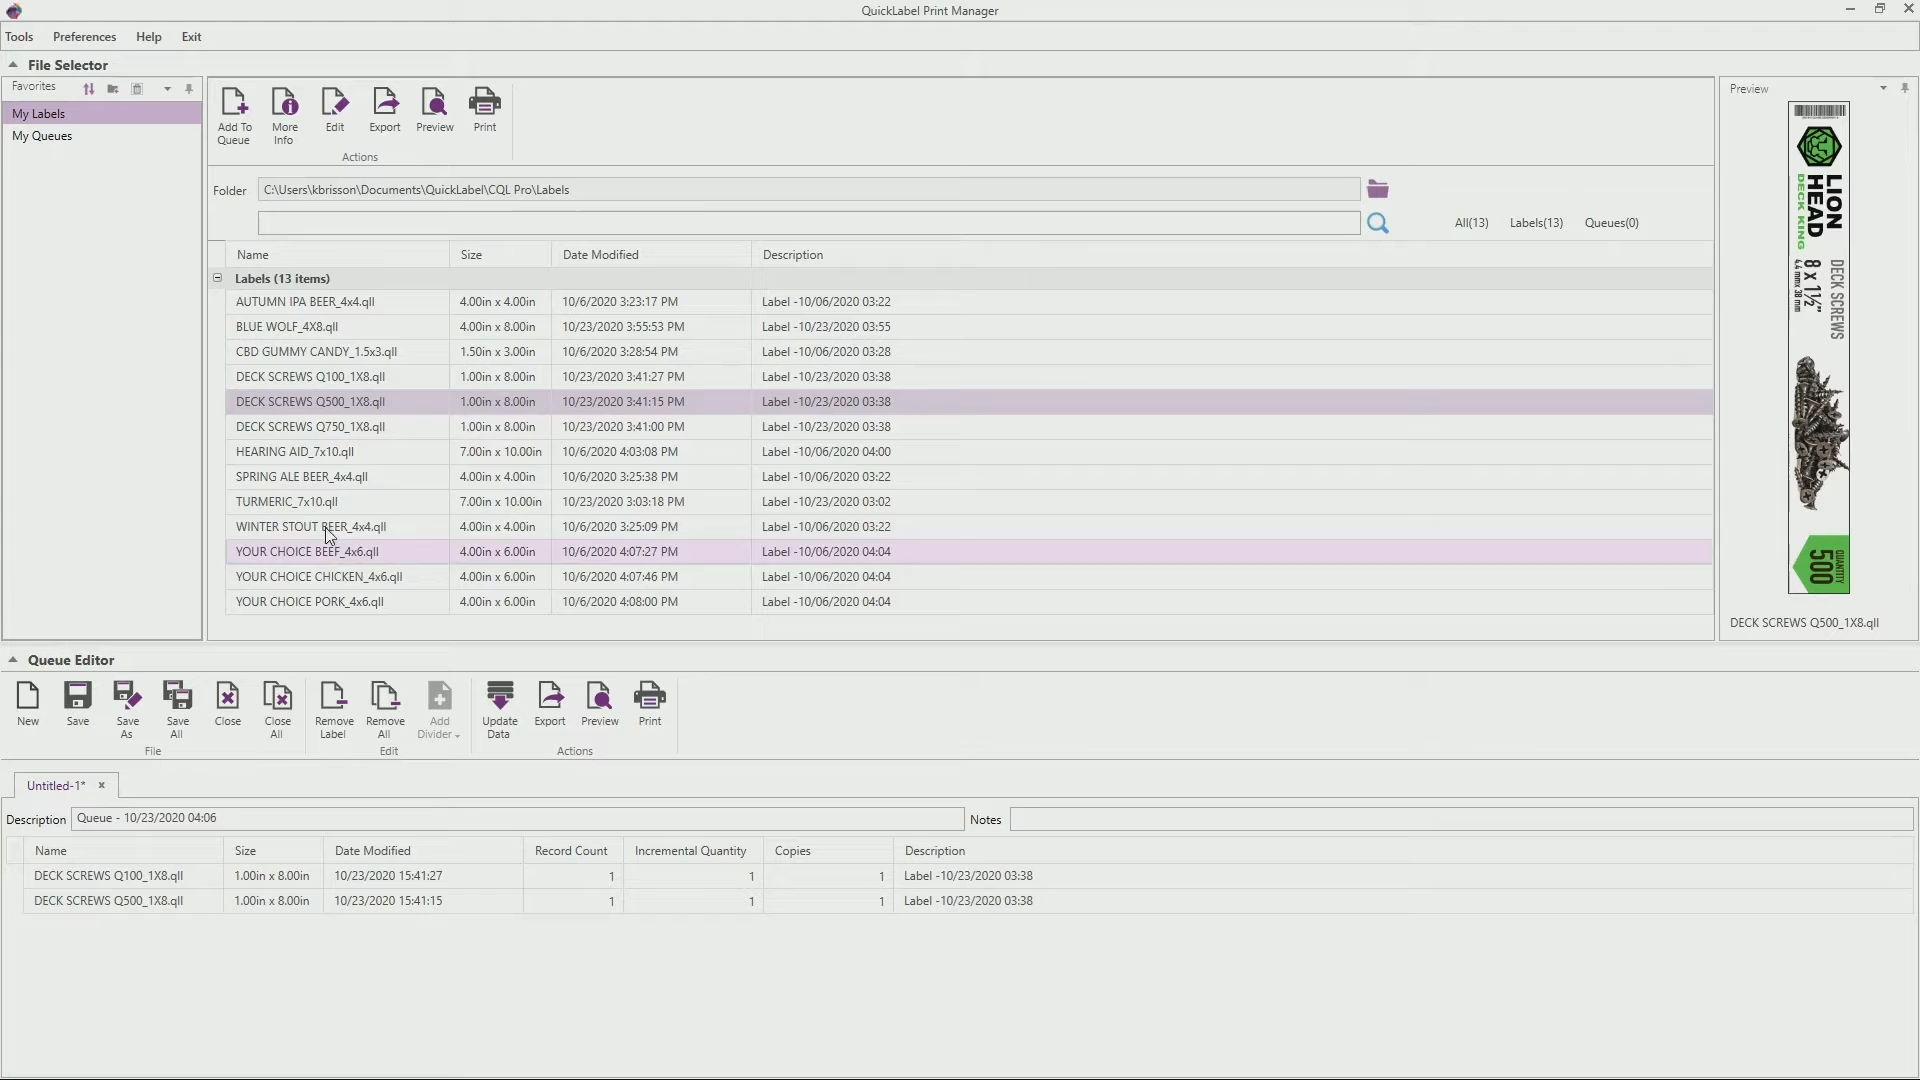 QuickLabel Print Manager
Tools Preferences Help Exit
File Selector
Favorites
My Labels
My Queues
Add To Queue
More Info
Edit
Export
Preview
Print
Actions
Folder C:\Users\kbrisson\Documents\QuickLabel\CQL Pro\Labels
All(13) Labels(13) Queues(0)
Name Size Date Modified Description
Labels (13 items)
AUTUMN IPA BEER_4x4.qll 4.00in x 4.00in 10/6/2020 3:23:17 PM Label -10/06/2020 03:22
BLUE WOLF_4X8.qll 4.00in x 8.00in 10/23/2020 3:55:53 PM Label -10/23/2020 03:55
CBD GUMMY CANDY_1.5x3.qll 1.50in x 3.00in 10/6/2020 3:28:54 PM Label -10/06/2020 03:28
DECK SCREWS Q100_1X8.qll 1.00in x 8.00in 10/23/2020 3:41:27 PM Label -10/23/2020 03:38
DECK SCREWS Q500_1X8.qll 1.00in x 8.00in 10/23/2020 3:41:15 PM Label -10/23/2020 03:38
DECK SCREWS Q750_1X8.qll 1.00in x 8.00in 10/23/2020 3:41:00 PM Label -10/23/2020 03:38
HEARING AID_7x10.qll 7.00in x 10.00in 10/6/2020 4:03:08 PM Label -10/06/2020 04:00
SPRING ALE BEER_4x4.qll 4.00in x 4.00in 10/6/2020 3:25:38 PM Label -10/06/2020 03:22
TURMERIC_7x10.qll 7.00in x 10.00in 10/23/2020 3:03:18 PM Label -10/23/2020 03:02
WINTER STOUT BEER_4x4.qll 4.00in x 4.00in 10/6/2020 3:25:09 PM Label -10/06/2020 03:22
YOUR CHOICE BEEF_4x6.qll 4.00in x 6.00in 10/6/2020 4:07:27 PM Label -10/06/2020 04:04
YOUR CHOICE CHICKEN_4x6.qll 4.00in x 6.00in 10/6/2020 4:07:46 PM Label -10/06/2020 04:04
YOUR CHOICE PORK_4x6.qll 4.00in x 6.00in 10/6/2020 4:08:00 PM Label -10/06/2020 04:04
Preview
LION
HEAD
DECK KING
DECK SCREWS
8 x 1½"
4.4 mm x 38 mm
QUANTITY
500
DECK SCREWS Q500_1X8.qll
Queue Editor
New
Save
Save As
Save All
Close
Close All
File
Remove Label
Remove All
Add Divider
Edit
Update Data
Export
Preview
Print
Actions
Untitled-1* x
Description Queue - 10/23/2020 04:06 Notes
Name Size Date Modified Record Count Incremental Quantity Copies Description
DECK SCREWS Q100_1X8.qll 1.00in x 8.00in 10/23/2020 15:41:27 1 1 1 Label -10/23/2020 03:38
DECK SCREWS Q500_1X8.qll 1.00in x 8.00in 10/23/2020 15:41:15 1 1 1 Label -10/23/2020 03:38